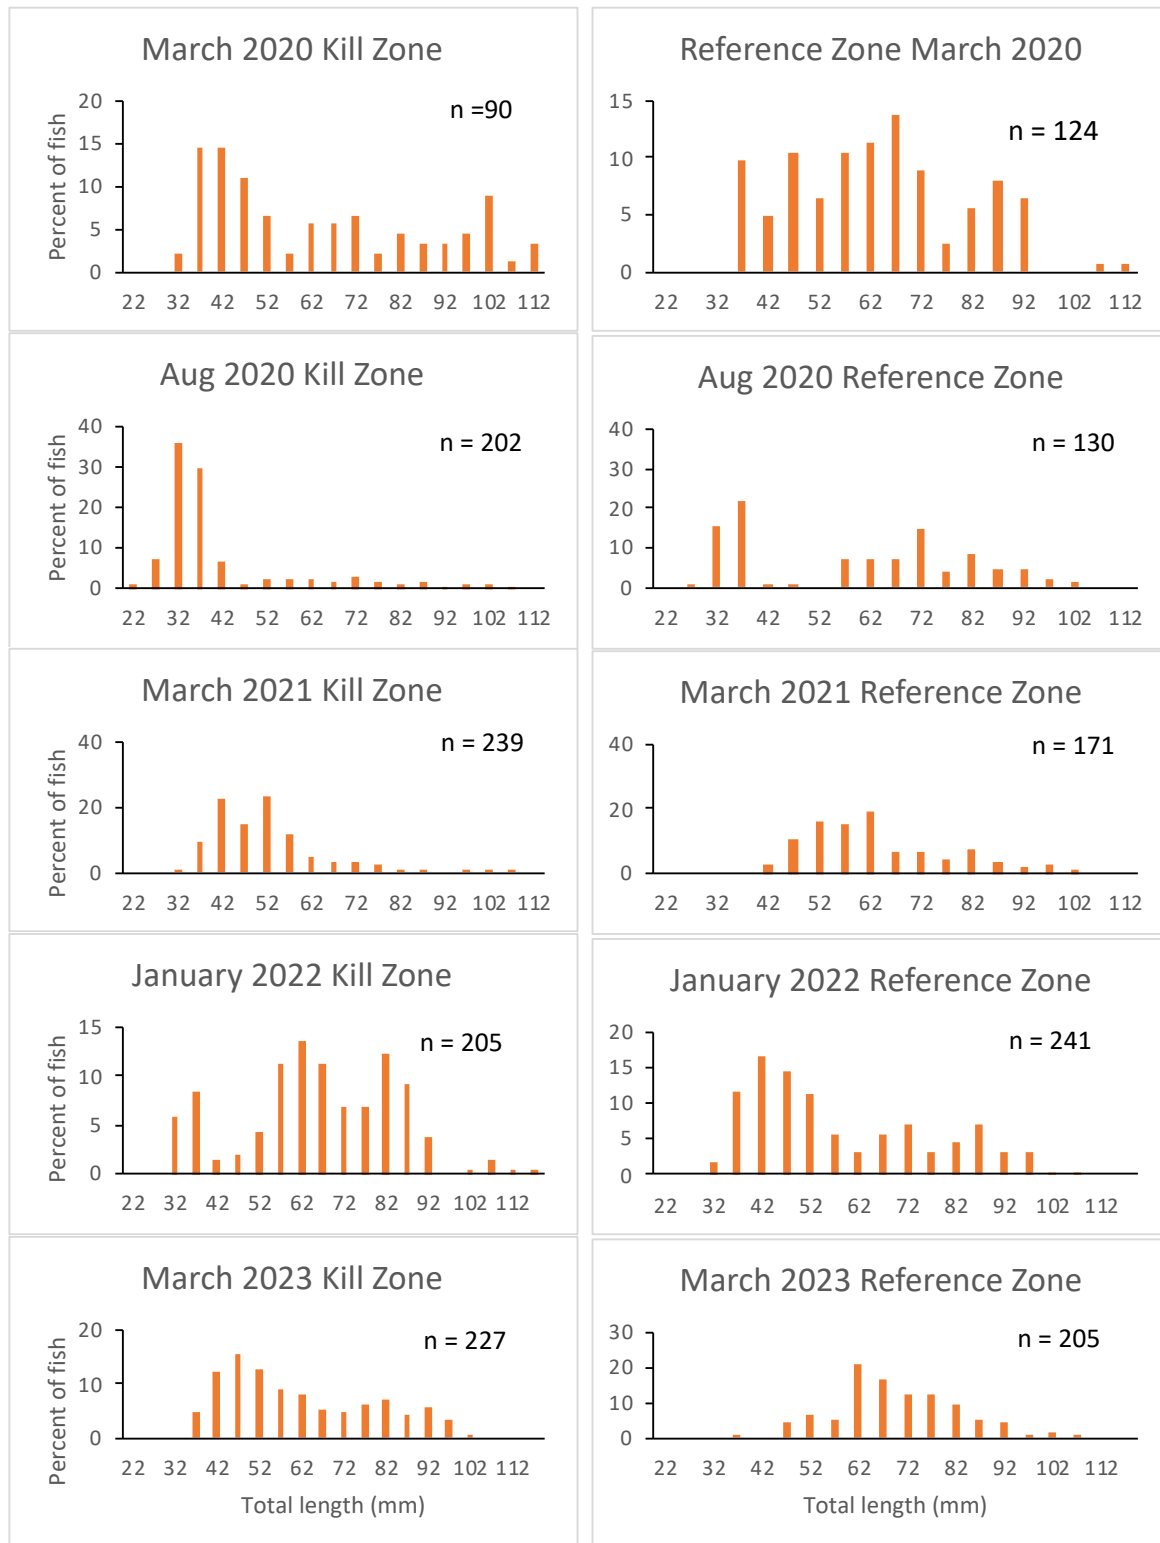 March 2020 Kill Zone
n =90
Percent of fish
20
15
10
5
0
22 32 42 52 62 72 82 92 102 112
Reference Zone March 2020
n = 124
15
10
5
0
22 32 42 52 62 72 82 92 102 112
Aug 2020 Kill Zone
n = 202
Percent of fish
40
30
20
10
0
22 32 42 52 62 72 82 92 102 112
Aug 2020 Reference Zone
n = 130
40
30
20
10
0
22 32 42 52 62 72 82 92 102 112
March 2021 Kill Zone
n = 239
Percent of fish
40
20
0
22 32 42 52 62 72 82 92 102 112
March 2021 Reference Zone
n = 171
40
20
0
22 32 42 52 62 72 82 92 102 112
January 2022 Kill Zone
n = 205
Percent of fish
15
10
5
0
22 32 42 52 62 72 82 92 102 112
January 2022 Reference Zone
n = 241
20
15
10
5
0
22 32 42 52 62 72 82 92 102 112
March 2023 Kill Zone
n = 227
Percent of fish
20
10
0
22 32 42 52 62 72 82 92 102 112
Total length (mm)
March 2023 Reference Zone
n = 205
30
20
10
0
22 32 42 52 62 72 82 92 102 112
Total length (mm)